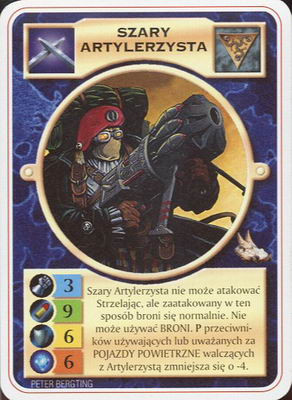 SZARY
ARTYLERZYSTA
3
9
6
6
Szary Artylerzysta nie może atakować
Strzelając, ale zaatakowany w ten
sposób broni się normalnie. Nie
może używać BRONI. P przeciwni-
ków używających lub uważanych za
POJAZDY POWIETRZNE walczących
z Artylerzystą zmniejsza się o -4.
PETER BERGTING